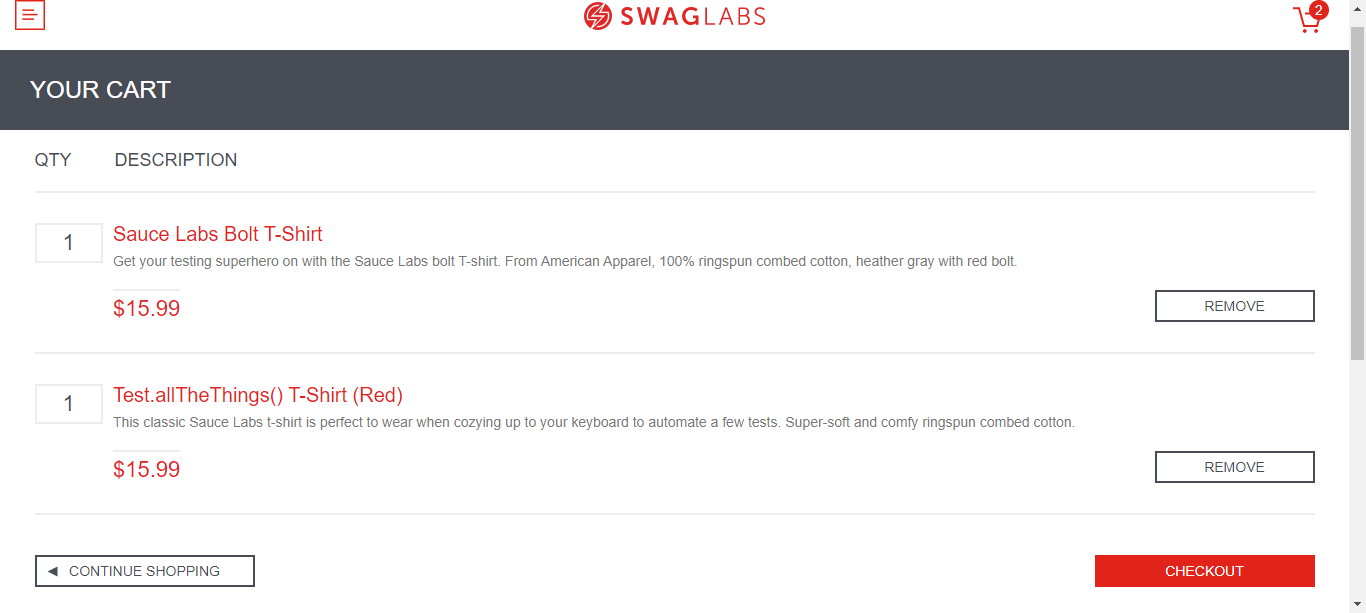 SWAGLABS
2
YOUR CART
QTY DESCRIPTION
1 Sauce Labs Bolt T-Shirt
Get your testing superhero on with the Sauce Labs bolt T-shirt. From American Apparel, 100% ringspun combed cotton, heather gray with red bolt.
$15.99 REMOVE
1 Test.allTheThings() T-Shirt (Red)
This classic Sauce Labs t-shirt is perfect to wear when cozying up to your keyboard to automate a few tests. Super-soft and comfy ringspun combed cotton.
$15.99 REMOVE
CONTINUE SHOPPING CHECKOUT